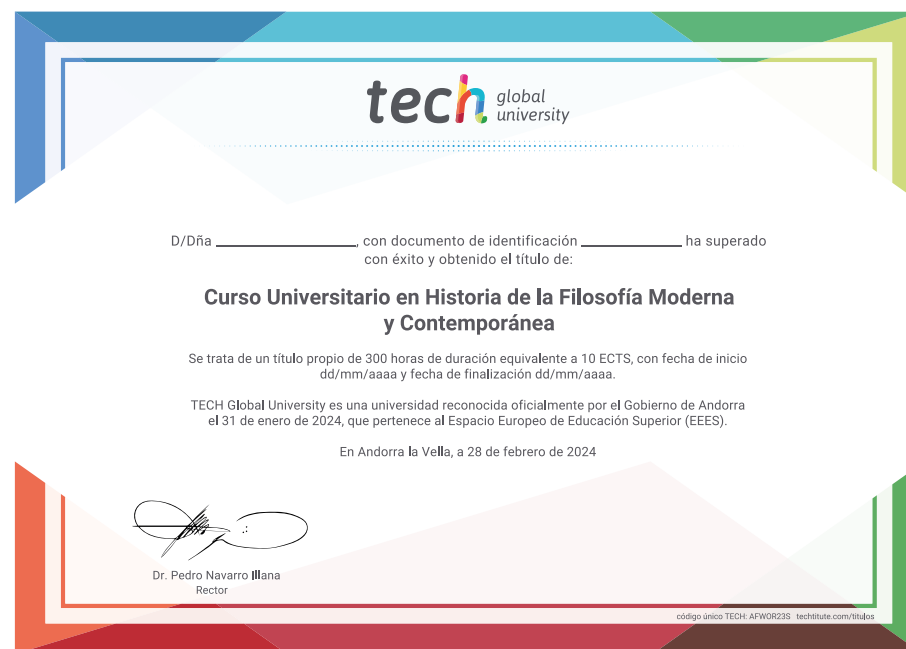 tech global
university
D/Dña ____________________, con documento de identificación ______________ ha superado
con éxito y obtenido el título de:
Curso Universitario en Historia de la Filosofía Moderna
y Contemporánea
Se trata de un título propio de 300 horas de duración equivalente a 10 ECTS, con fecha de inicio
dd/mm/aaaa y fecha de finalización dd/mm/aaaa.
TECH Global University es una universidad reconocida oficialmente por el Gobierno de Andorra
el 31 de enero de 2024, que pertenece al Espacio Europeo de Educación Superior (EEES).
En Andorra la Vella, a 28 de febrero de 2024
Dr. Pedro Navarro Illana
Rector
código único TECH: AFWOR23S techtitute.com/titulos